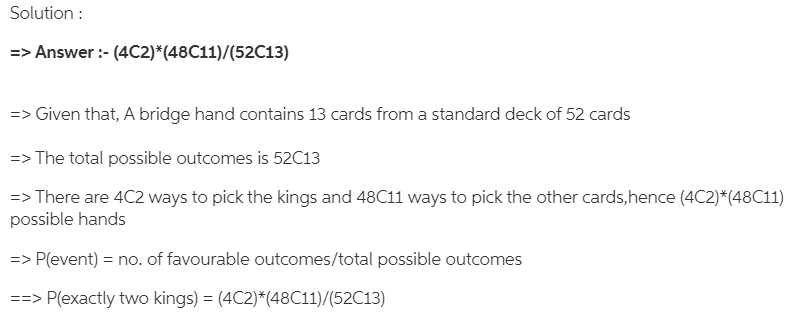 Solution :
=> Answer :- (4C2)*(48C11)/(52C13)
=> Given that, A bridge hand contains 13 cards from a standard deck of 52 cards
=> The total possible outcomes is 52C13
=> There are 4C2 ways to pick the kings and 48C11 ways to pick the other cards,hence (4C2)*(48C11)
possible hands
=> P(event) = no. of favourable outcomes/total possible outcomes
==> P(exactly two kings) = (4C2)*(48C11)/(52C13)